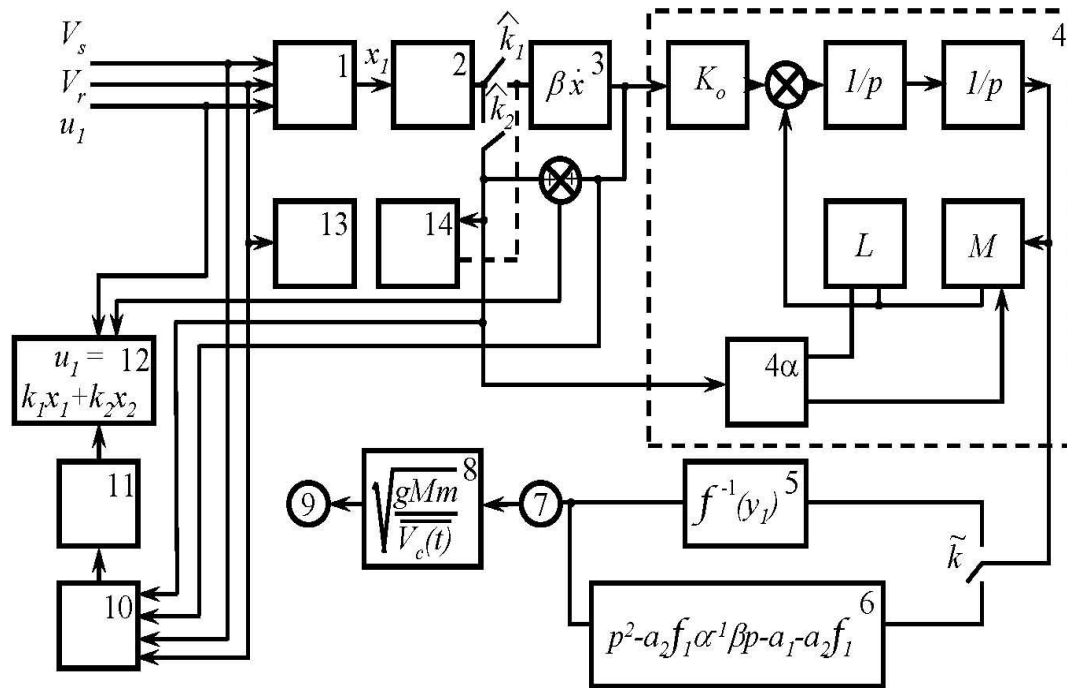 V_s
V_r
u_1
1
x_1
2
k̂_1
k̂_2
β ẋ
3
4
K_o
1/p
1/p
13
14
L
M
4α
u_1 =
12
k_1x_1+k_2x_2
11
10
9
√(gMm / V_c(t))
8
7
f^{-1}(y_1)
5
k̃
6
p^2-a_2f_1α^{-1}βp-a_1-a_2f_1